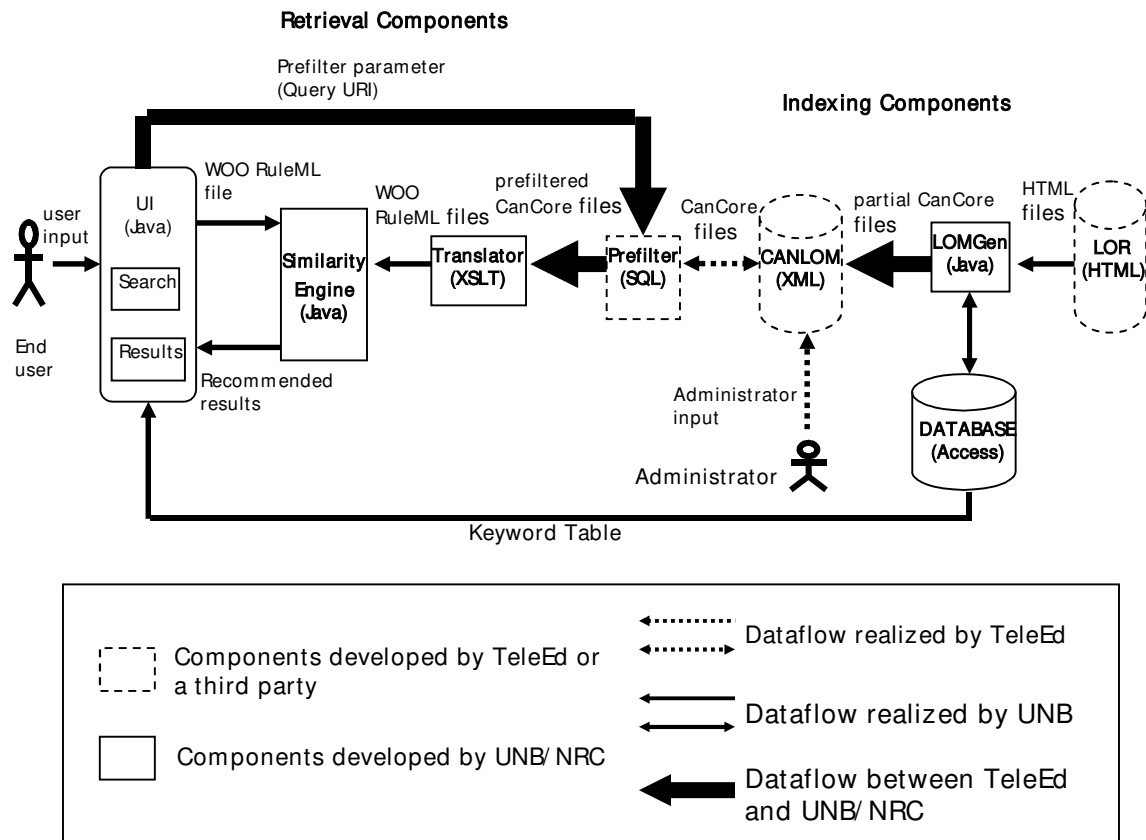 Retrieval Components
Prefilter parameter
(Query URI)
Indexing Components
WOO RuleML
file
UI
(Java)
user
input
Search
Results
End
user
Similarity
Engine
(Java)
Recommended
results
WOO
RuleML files
Translator
(XSLT)
prefiltered
CanCore files
Prefilter
(SQL)
CanCore
files
CANLOM
(XML)
partial CanCore
files
LOMGen
(Java)
HTML
files
LOR
(HTML)
Administrator
input
Administrator
DATABASE
(Access)
Keyword Table
Components developed by TeleEd or
a third party
Components developed by UNB/NRC
Dataflow realized by TeleEd
Dataflow realized by UNB
Dataflow between TeleEd
and UNB/NRC